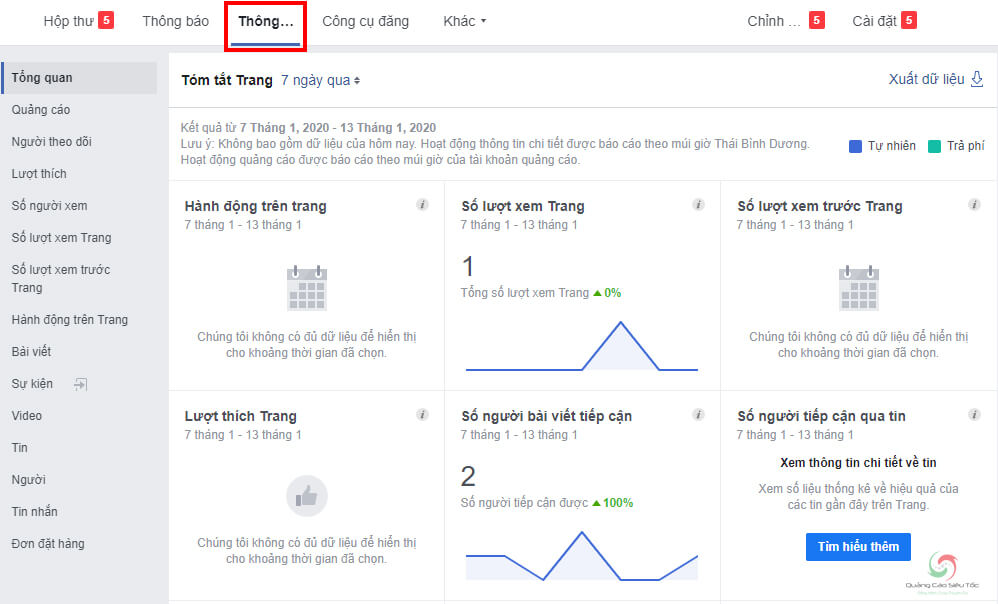 Hộp thư 5 Thông báo Thông... Công cụ đăng Khác Chỉnh ... 5 Cài đặt 5
Tổng quan
Quảng cáo
Người theo dõi
Lượt thích
Số người xem
Số lượt xem Trang
Số lượt xem trước
Trang
Hành động trên Trang
Bài viết
Sự kiện
Video
Tin
Người
Tin nhắn
Đơn đặt hàng
Tóm tắt Trang 7 ngày qua
Xuất dữ liệu
Kết quả từ 7 Tháng 1, 2020 - 13 Tháng 1, 2020
Lưu ý: Không bao gồm dữ liệu của hôm nay. Hoạt động thông tin chi tiết được báo cáo theo múi giờ Thái Bình Dương.
Hoạt động quảng cáo được báo cáo theo múi giờ của tài khoản quảng cáo.
Tự nhiên Trả phí
Hành động trên trang
7 tháng 1 - 13 tháng 1
Chúng tôi không có đủ dữ liệu để hiển thị
cho khoảng thời gian đã chọn.
Số lượt xem Trang
7 tháng 1 - 13 tháng 1
1
Tổng số lượt xem Trang 0%
Số lượt xem trước Trang
7 tháng 1 - 13 tháng 1
Chúng tôi không có đủ dữ liệu để hiển thị
cho khoảng thời gian đã chọn.
Lượt thích Trang
7 tháng 1 - 13 tháng 1
Chúng tôi không có đủ dữ liệu để hiển thị
cho khoảng thời gian đã chọn.
Số người bài viết tiếp cận
7 tháng 1 - 13 tháng 1
2
Số người tiếp cận được 100%
Số người tiếp cận qua tin
7 tháng 1 - 13 tháng 1
Xem thông tin chi tiết về tin
Xem số liệu thống kê về hiệu quả của
các tin gần đây trên Trang.
Tìm hiểu thêm
Quảng Cáo Siêu Tốc